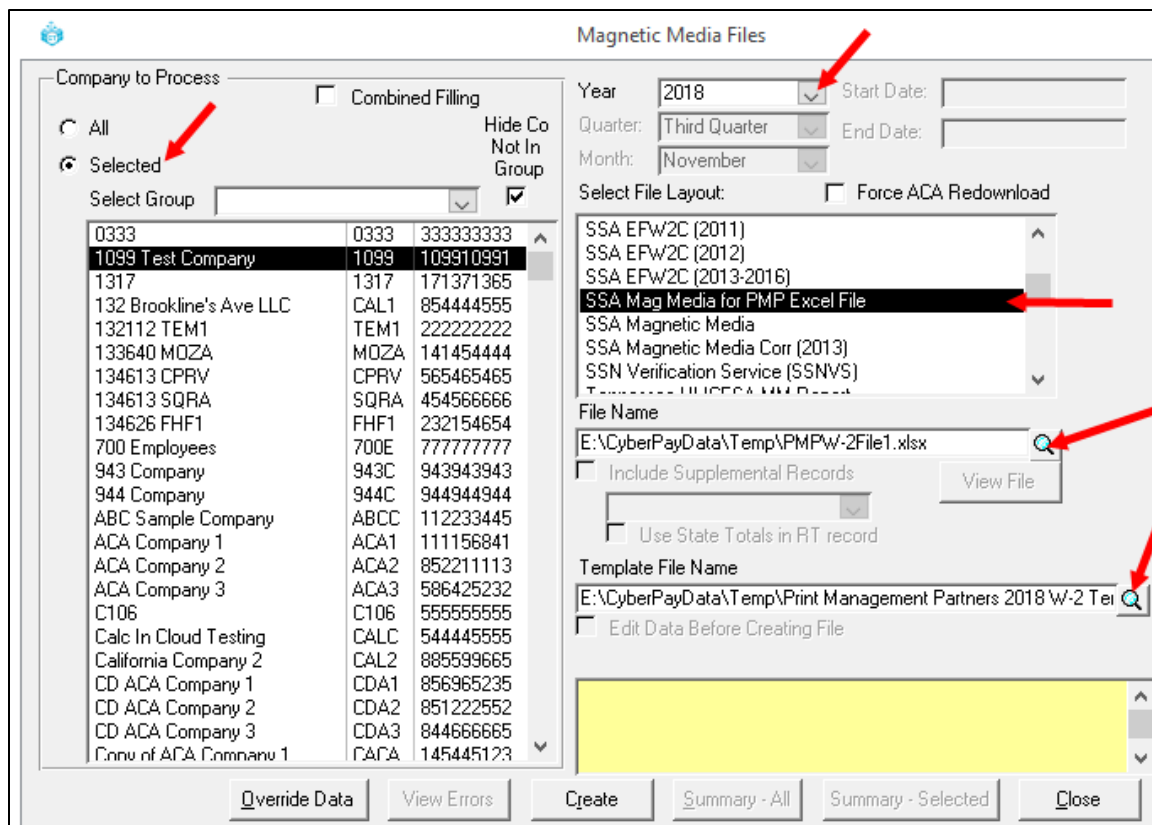 Magnetic Media Files
Company to Process
Combined Filling
All
Hide Co
Not In
Group
Selected
Select Group
0333 0333 333333333
1099 Test Company 1099 109910991
1317 1317 171371365
132 Brookline's Ave LLC CAL1 854444555
132112 TEM1 TEM1 222222222
133640 MOZA MOZA 141454444
134613 CPRV CPRV 565465465
134613 SQRA SQRA 454566666
134626 FHF1 FHF1 232154654
700 Employees 700E 777777777
943 Company 943C 943943943
944 Company 944C 944944944
ABC Sample Company ABCC 112233445
ACA Company 1 ACA1 111156841
ACA Company 2 ACA2 852211113
ACA Company 3 ACA3 586425232
C106 C106 555555555
Calc In Cloud Testing CALC 544445555
California Company 2 CAL2 885599665
CD ACA Company 1 CDA1 856965235
CD ACA Company 2 CDA2 851222552
CD ACA Company 3 CDA3 844666665
Copy of ACA Company 1 CACA 145445123
Year 2018 Start Date:
Quarter: Third Quarter End Date:
Month: November
Select File Layout: Force ACA Redownload
SSA EFW2C (2011)
SSA EFW2C (2012)
SSA EFW2C (2013-2016)
SSA Mag Media for PMP Excel File
SSA Magnetic Media
SSA Magnetic Media Corr (2013)
SSN Verification Service (SSNVS)
File Name
E:\CyberPayData\Temp\PMPW-2File1.xlsx
Include Supplemental Records
View File
Use State Totals in RT record
Template File Name
E:\CyberPayData\Temp\Print Management Partners 2018 W-2 Ter
Edit Data Before Creating File
Override Data View Errors Create Summary - All Summary - Selected Close